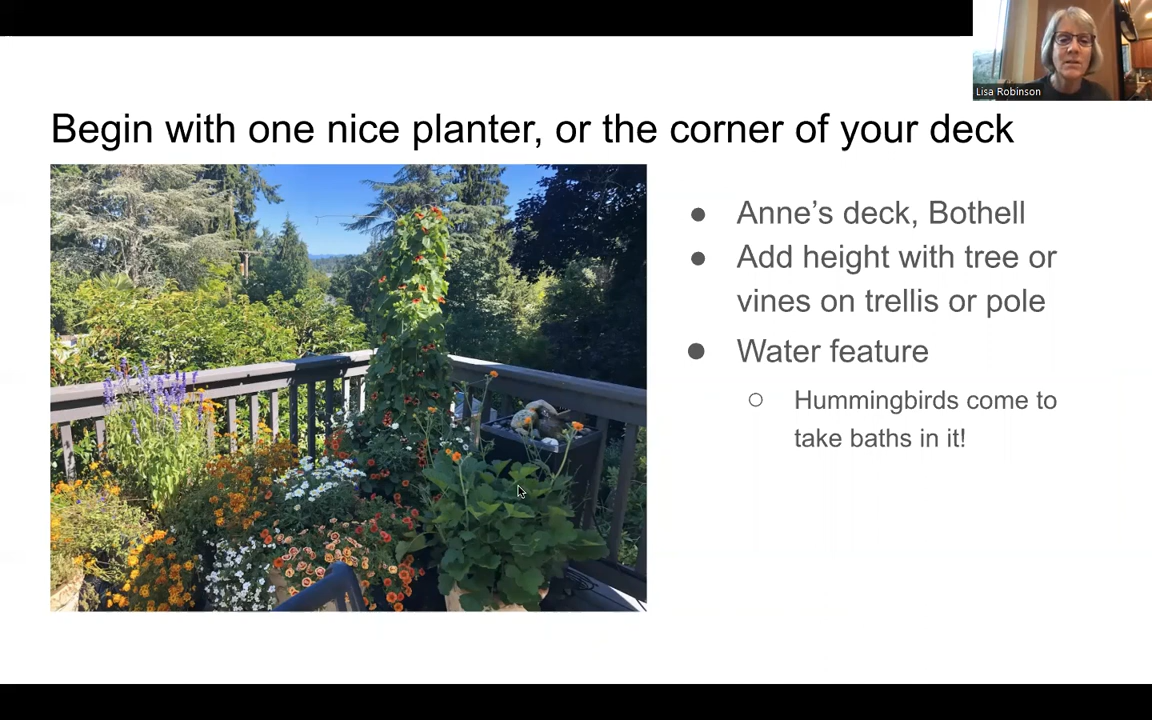 Lisa Robinson
Begin with one nice planter, or the corner of your deck
● Anne’s deck, Bothell
● Add height with tree or
vines on trellis or pole
● Water feature
○ Hummingbirds come to
take baths in it!